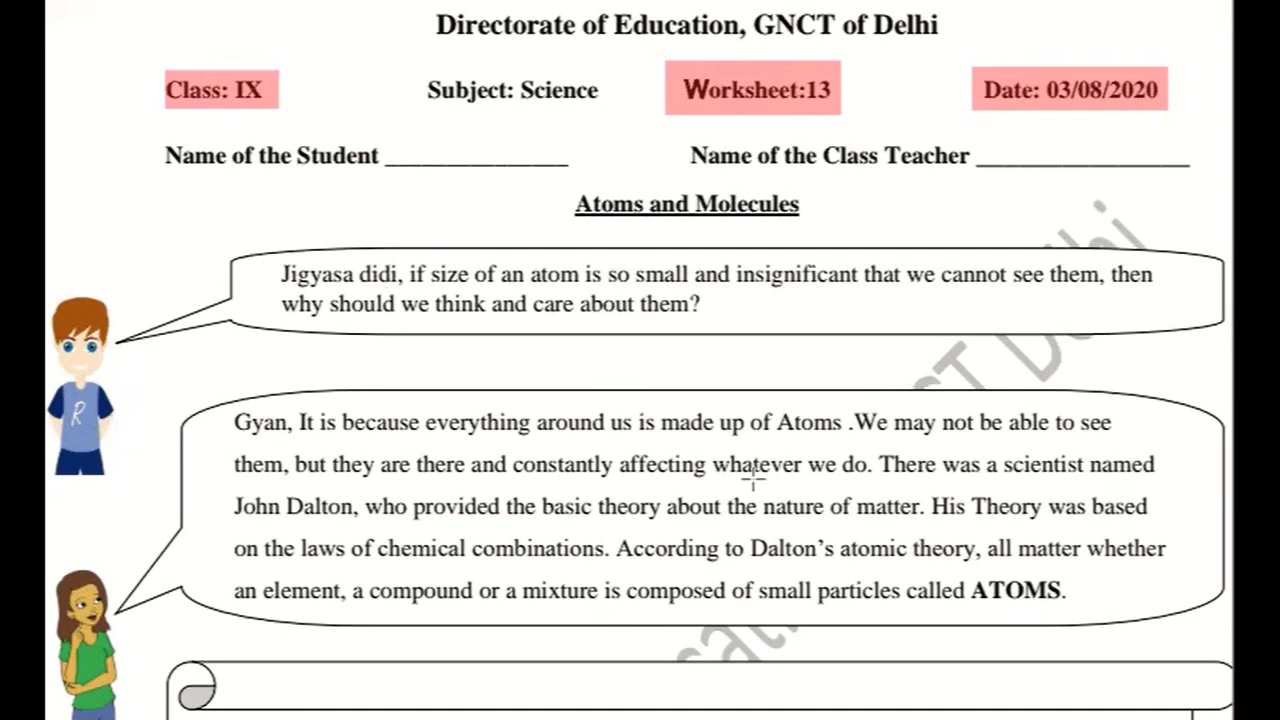 Directorate of Education, GNCT of Delhi
Class: IX Subject: Science Worksheet:13 Date: 03/08/2020
Name of the Student _______________ Name of the Class Teacher _________________
Atoms and Molecules
Jigyasa didi, if size of an atom is so small and insignificant that we cannot see them, then
why should we think and care about them?
R
Gyan, It is because everything around us is made up of Atoms .We may not be able to see
them, but they are there and constantly affecting whatever we do. There was a scientist named
John Dalton, who provided the basic theory about the nature of matter. His Theory was based
on the laws of chemical combinations. According to Dalton’s atomic theory, all matter whether
an element, a compound or a mixture is composed of small particles called ATOMS.